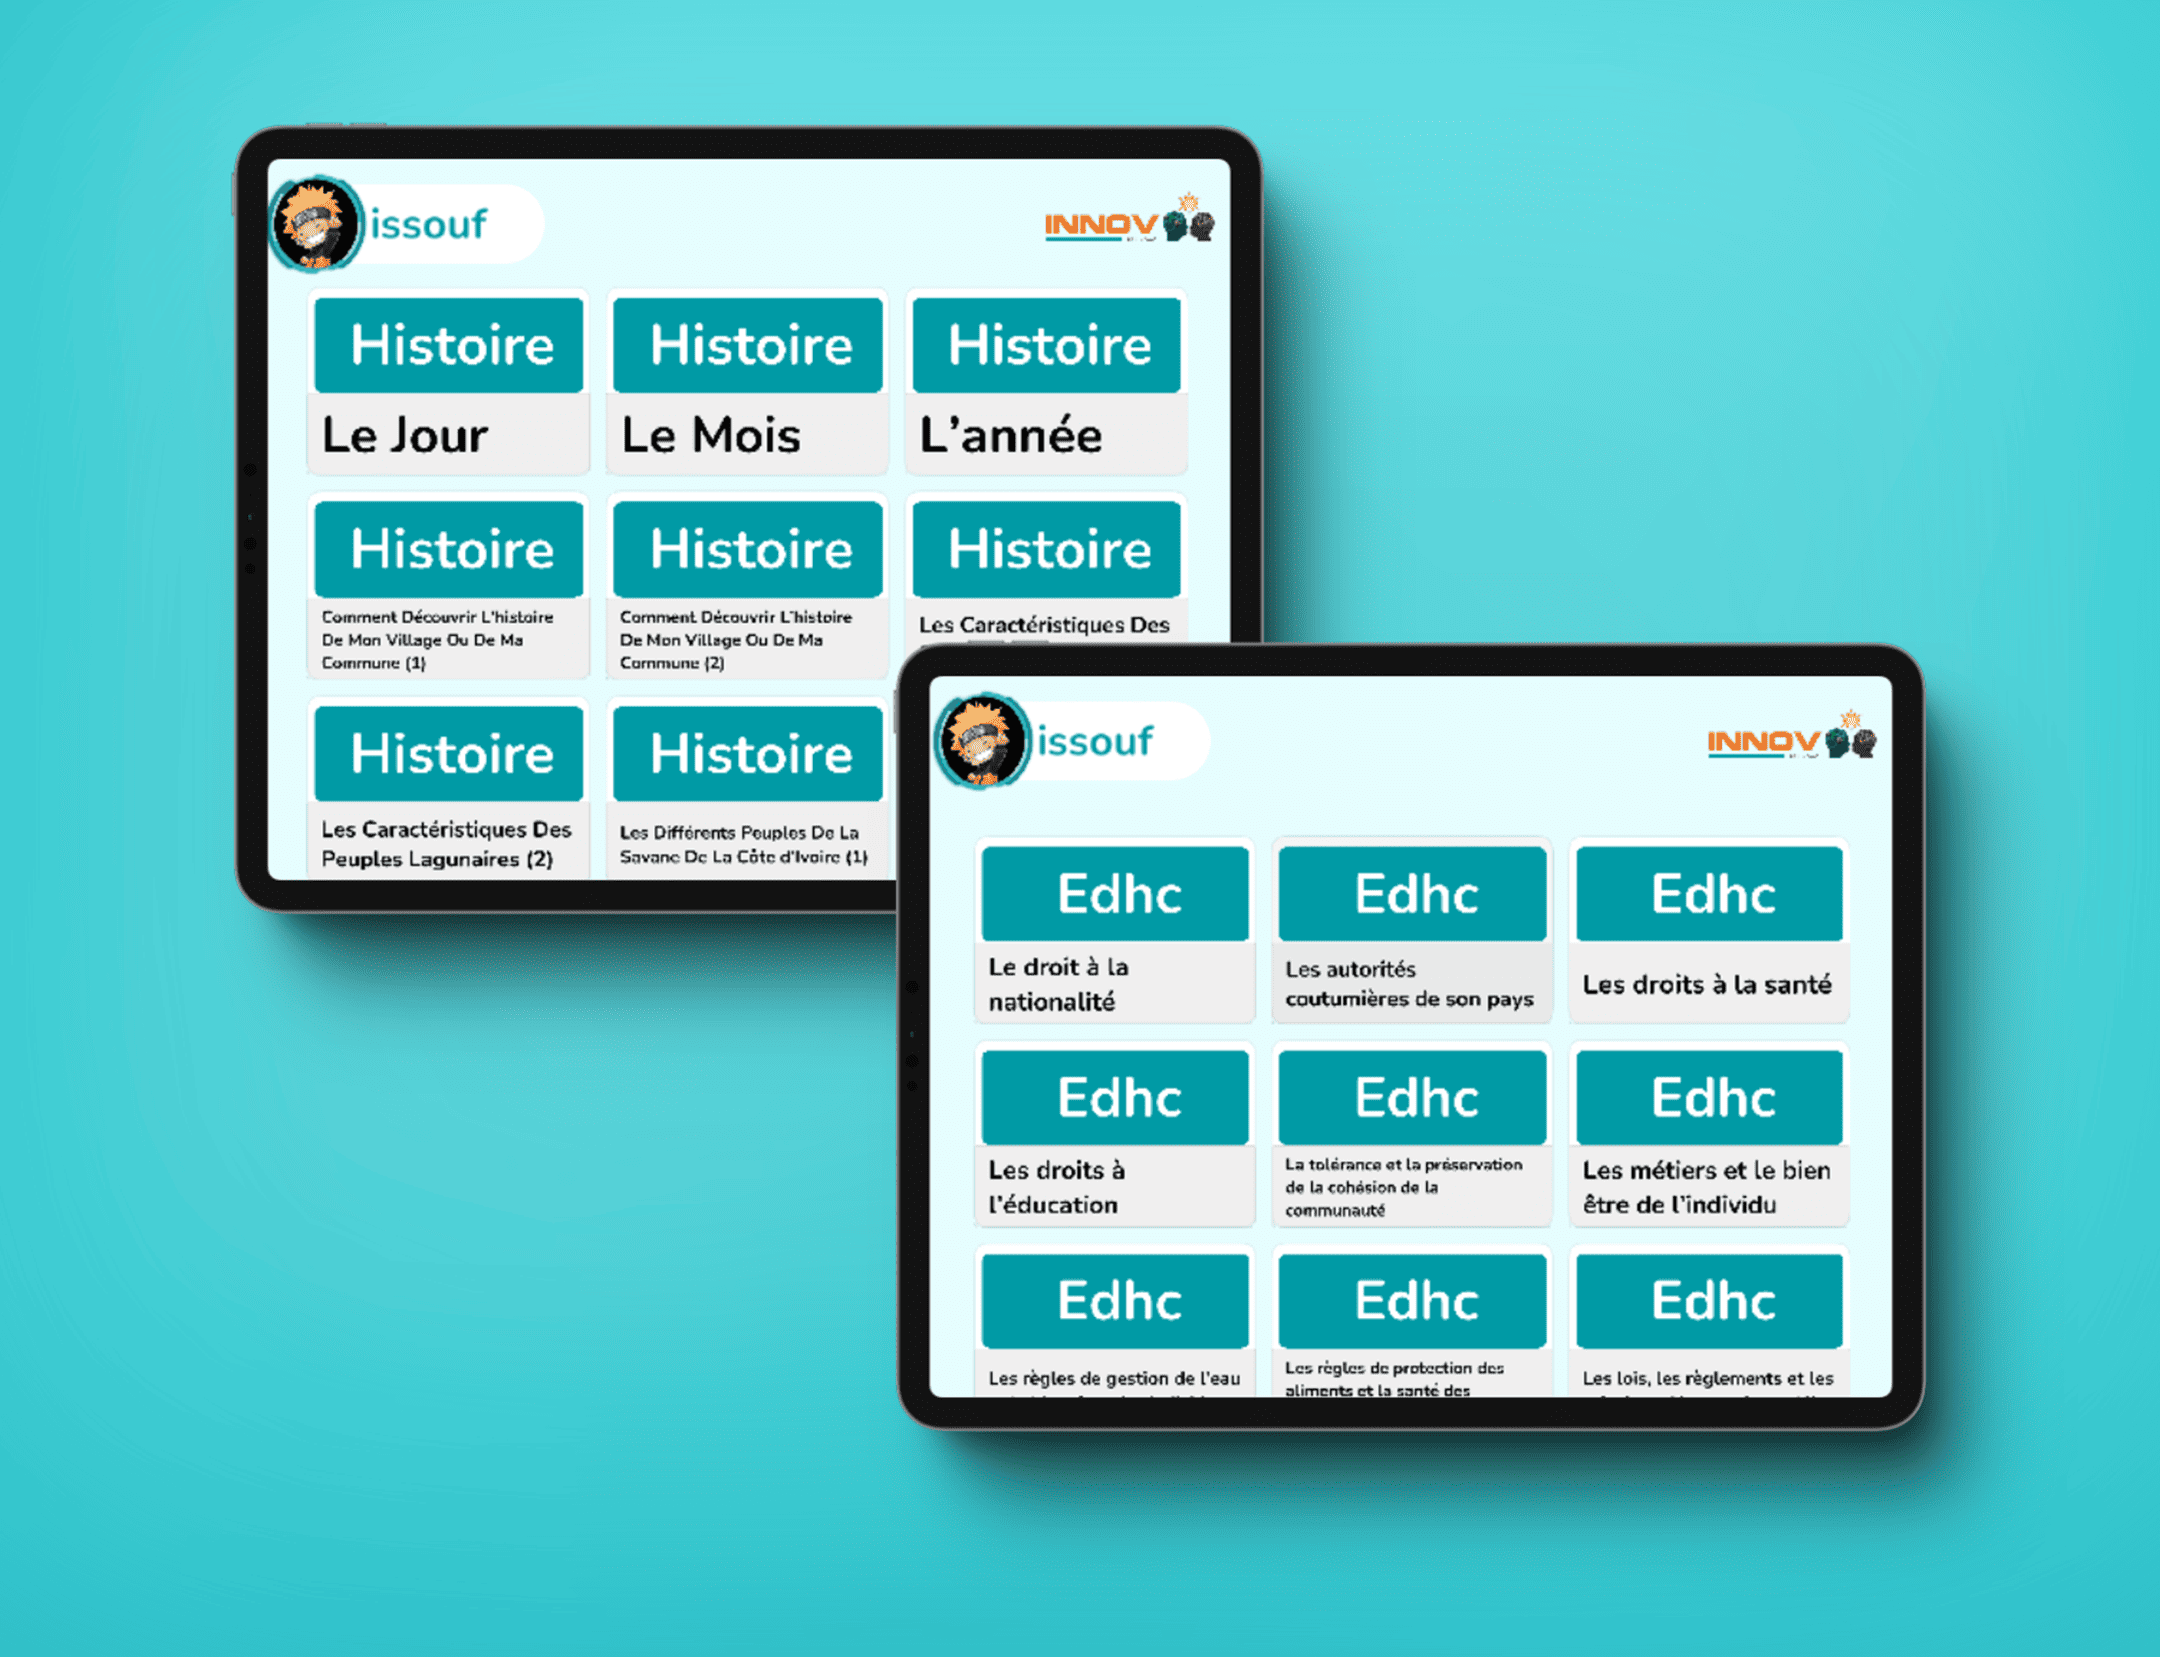 issouf
INNOV
Histoire
Histoire
Histoire
Le Jour
Le Mois
L'année
Histoire
Histoire
Histoire
Comment Découvrir L'histoire
De Mon Village Ou De Ma
Commune (1)
Comment Découvrir L'histoire
De Mon Village Ou De Ma
Commune (2)
Les Caractéristiques Des
Histoire
Histoire
Les Caractéristiques Des
Peuples Lagunaires (2)
Les Différents Peuples De La
Savane De La Côte d'Ivoire (1)
issouf
INNOV
Edhc
Edhc
Edhc
Le droit à la
nationalité
Les autorités
coutumières de son pays
Les droits à la santé
Edhc
Edhc
Edhc
Les droits à
l'éducation
La tolérance et la préservation
de la cohésion de la
communauté
Les métiers et le bien
être de l'individu
Edhc
Edhc
Edhc
Les règles de gestion de l'eau
Les règles de protection des
aliments et la santé des
Les lois, les règlements et les